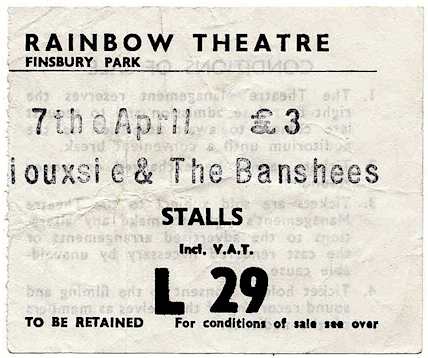 RAINBOW THEATRE
FINSBURY PARK
7the April £3
iouxsie & The Banshees
STALLS
Incl. V.A.T.
L 29
TO BE RETAINED For conditions of sale see over